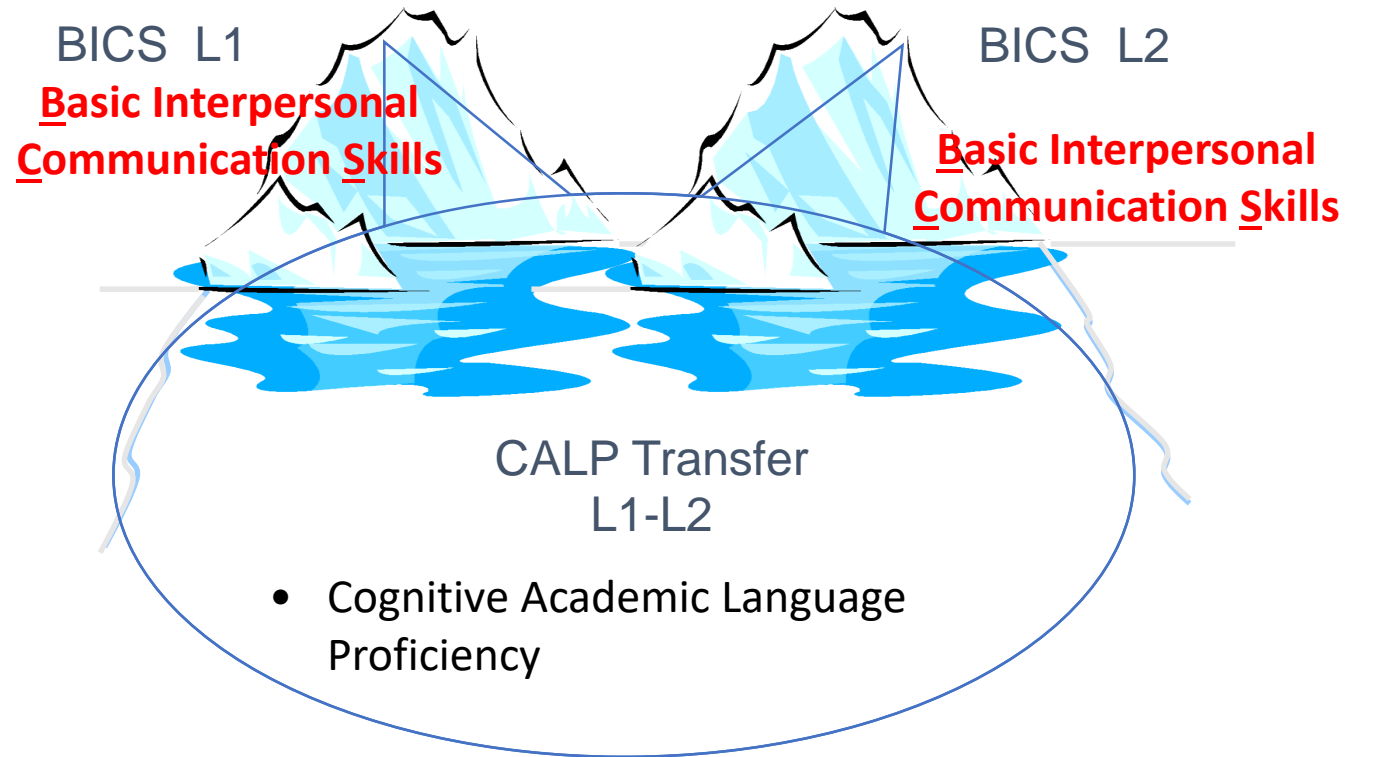 BICS L1
Basic Interpersonal
Communication Skills
BICS L2
Basic Interpersonal
Communication Skills
CALP Transfer
L1-L2
• Cognitive Academic Language
Proficiency